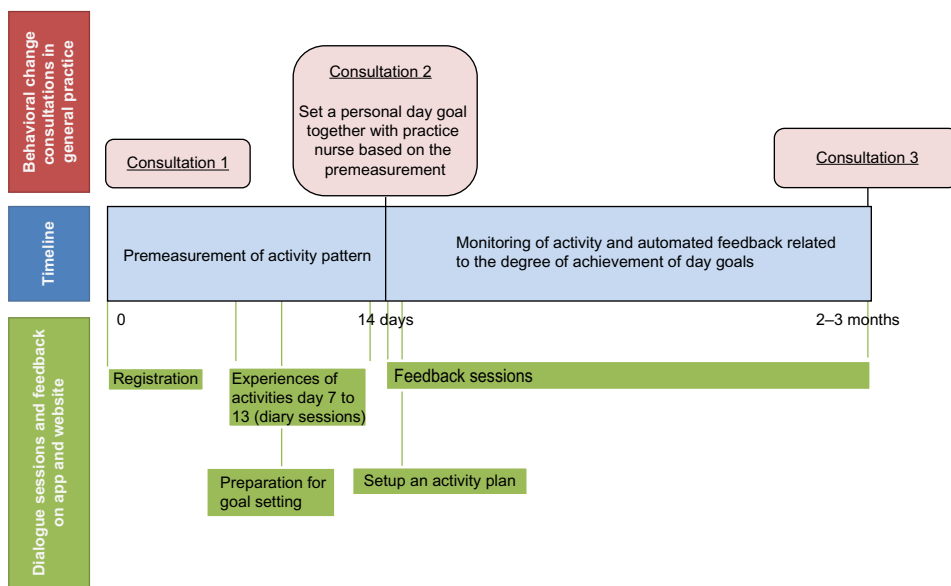 Behavioral change
consultations in
general practice
Consultation 1
Consultation 2
Set a personal day goal
together with practice
nurse based on the
premeasurement
Consultation 3
Timeline
Premeasurement of activity pattern
Monitoring of activity and automated feedback related
to the degree of achievement of day goals
0
14 days
2–3 months
Dialogue sessions and feedback
on app and website
Registration
Experiences of
activities day 7 to
13 (diary sessions)
Feedback sessions
Preparation for
goal setting
Setup an activity plan